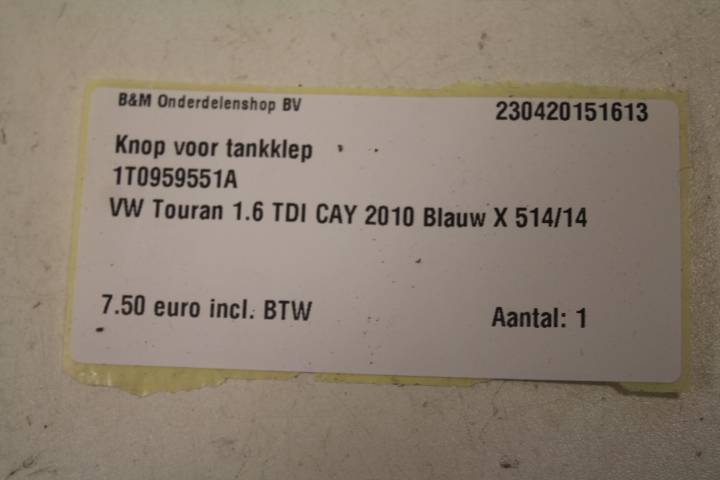 B&M Onderdelenshop BV 230420151613
Knop voor tankklep
1T0959551A
VW Touran 1.6 TDI CAY 2010 Blauw X 514/14
7.50 euro incl. BTW Aantal: 1